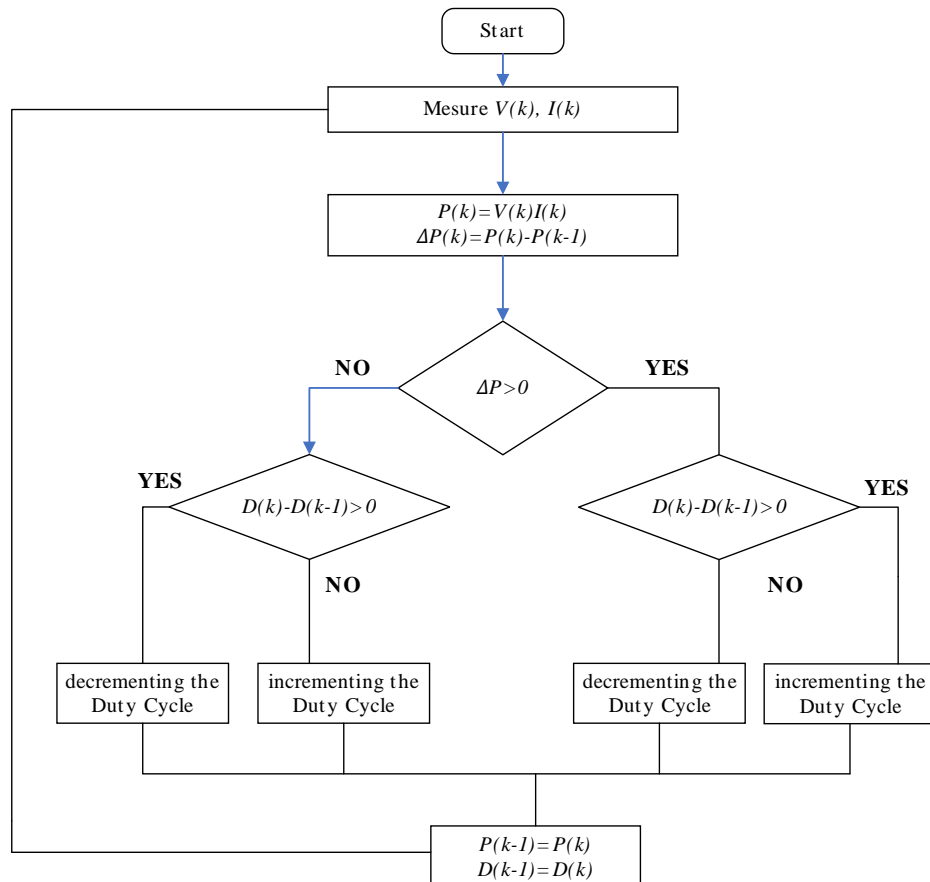 Start
Mesure V(k), I(k)
P(k)=V(k)I(k)
ΔP(k)=P(k)-P(k-1)
NO
YES
ΔP>0
YES
YES
D(k)-D(k-1)>0
D(k)-D(k-1)>0
NO
NO
decrementing the
Duty Cycle
incrementing the
Duty Cycle
decrementing the
Duty Cycle
incrementing the
Duty Cycle
P(k-1)=P(k)
D(k-1)=D(k)